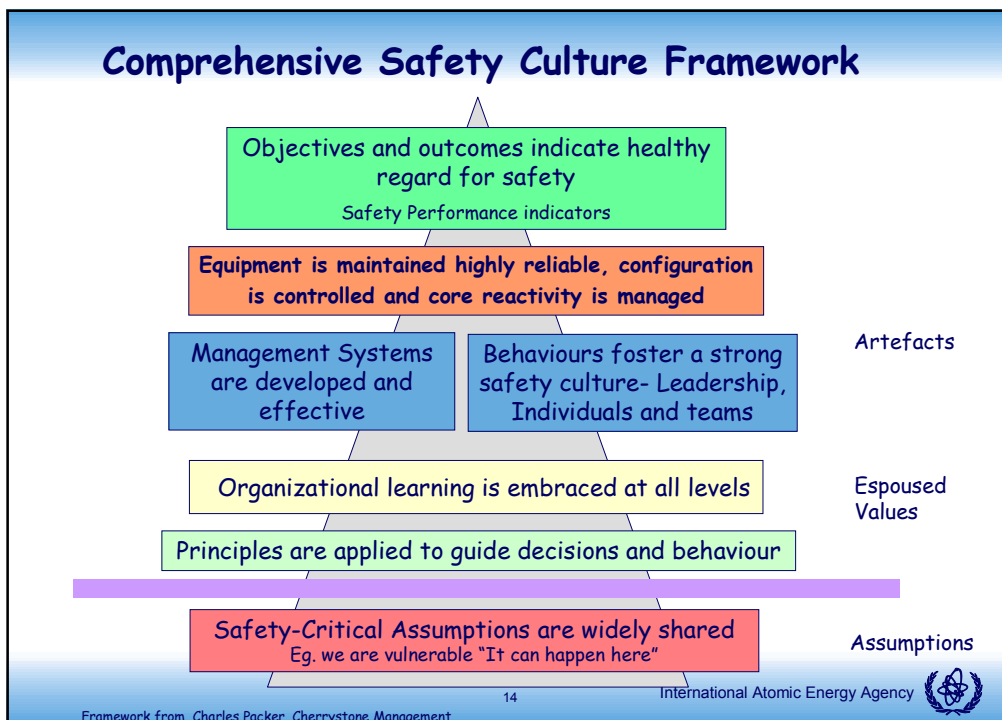 Comprehensive Safety Culture Framework
Objectives and outcomes indicate healthy
regard for safety
Safety Performance indicators
Equipment is maintained highly reliable, configuration
is controlled and core reactivity is managed
Management Systems
are developed and
effective
Behaviours foster a strong
safety culture- Leadership,
Individuals and teams
Artefacts
Organizational learning is embraced at all levels
Espoused
Values
Principles are applied to guide decisions and behaviour
Safety-Critical Assumptions are widely shared
Eg. we are vulnerable “It can happen here”
Assumptions
14
International Atomic Energy Agency
Framework from Charles Packer, Cherrystone Management